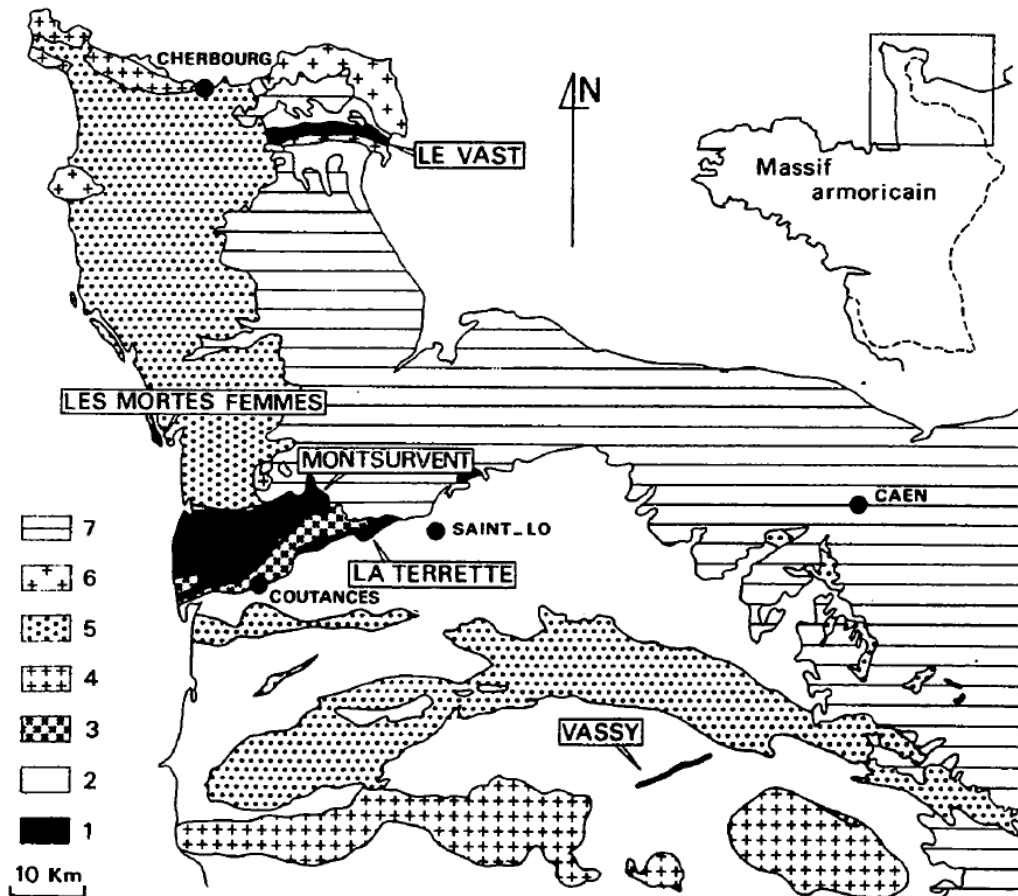 CHERBOURG
N
LE VAST
Massif
armoricain
LES MORTES FEMMES
MONTSURVENT
CAEN
SAINT_LO
LA TERRETTE
COUTANCES
VASSY
7
6
5
4
3
2
1
10 Km